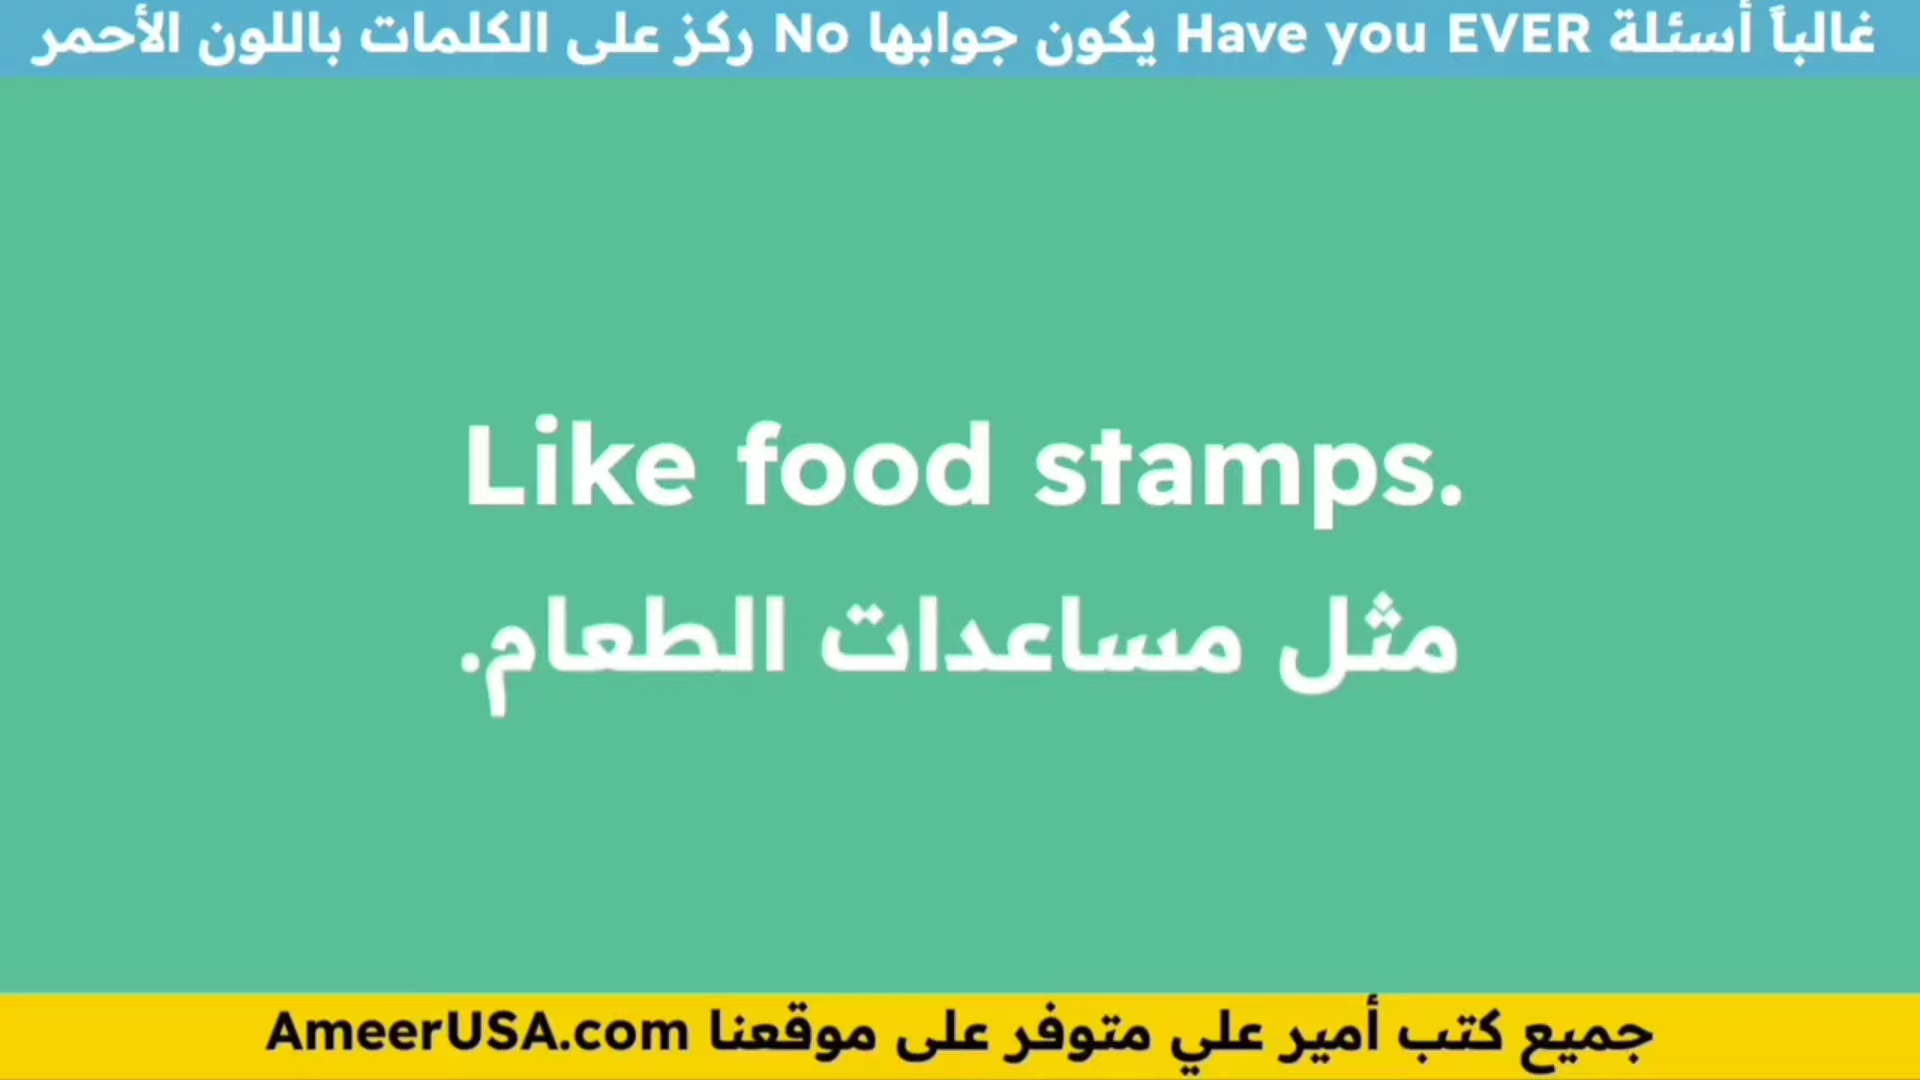 غالباً أسئلة Have you EVER يكون جوابها No ركز على الكلمات باللون الأحمر
Like food stamps.
مثل مساعدات الطعام.
جميع كتب أمير علي متوفر على موقعنا AmeerUSA.com